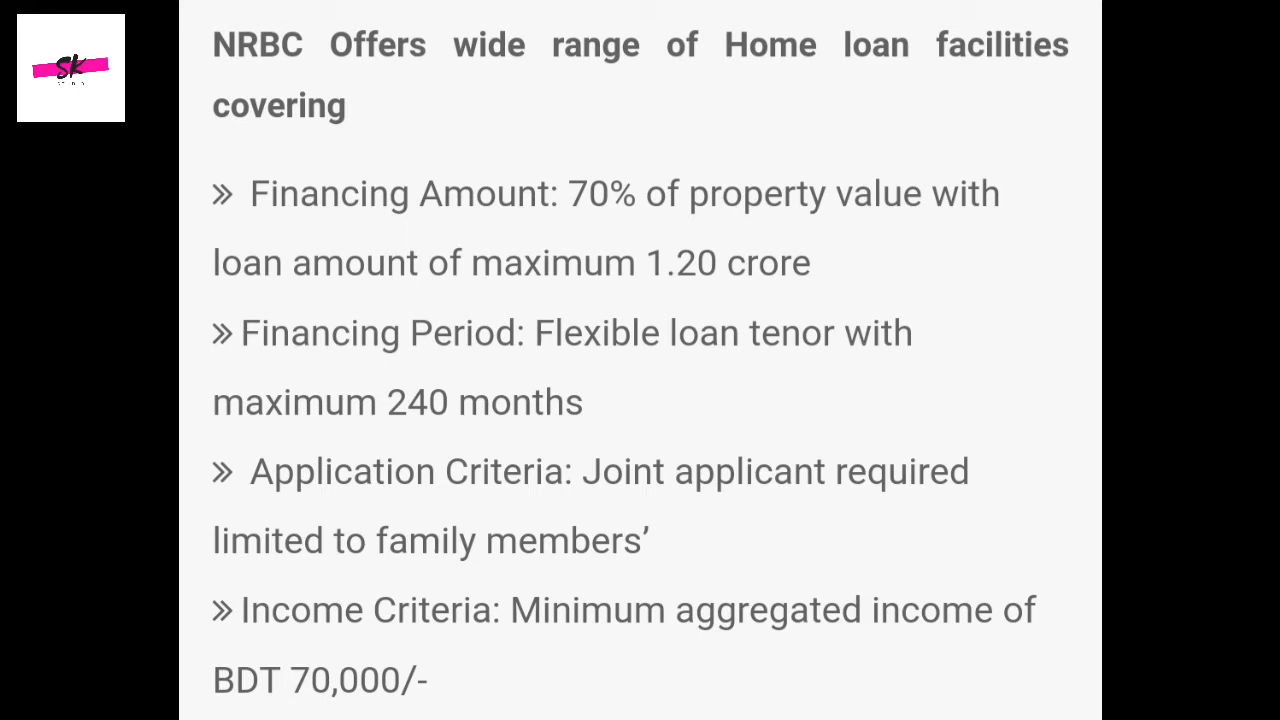 SK
STUDIO
NRBC Offers wide range of Home loan facilities
covering
» Financing Amount: 70% of property value with
loan amount of maximum 1.20 crore
» Financing Period: Flexible loan tenor with
maximum 240 months
» Application Criteria: Joint applicant required
limited to family members’
» Income Criteria: Minimum aggregated income of
BDT 70,000/-